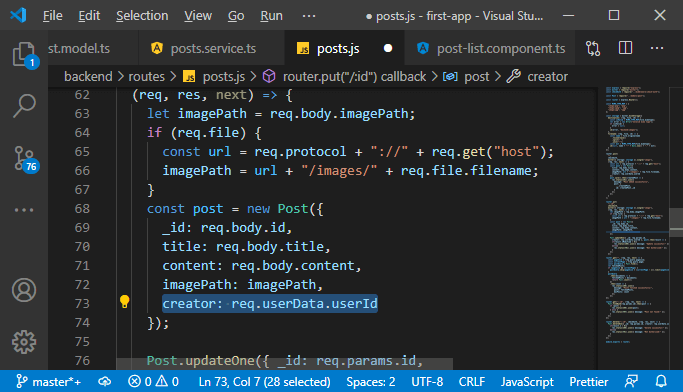 File Edit View Go Run ··· posts.js - first-app - Visual Stu...
st.model.ts posts.service.ts JS posts.js post-list.component.ts ···
backend > routes > JS posts.js > router.put("/:id") callback > post > creator
62 (req, res, next) => {
63 let imagePath = req.body.imagePath;
64 if (req.file) {
65 const url = req.protocol + "://" + req.get("host");
66 imagePath = url + "/images/" + req.file.filename;
67 }
68 const post = new Post({
69 _id: req.body.id,
70 title: req.body.title,
71 content: req.body.content,
72 imagePath: imagePath,
73 creator: req.userData.userId
74 });
75
76 Post.updateOne({ _id: req.params.id,
1
76
master*+ 0 0 Ln 73, Col 7 (28 selected) Spaces: 2 UTF-8 CRLF JavaScript Prettier